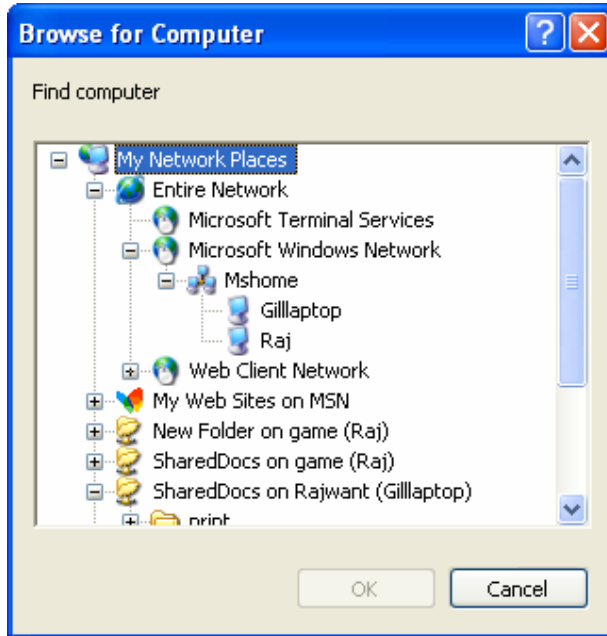 Browse for Computer
Find computer
My Network Places
Entire Network
Microsoft Terminal Services
Microsoft Windows Network
Mshome
Gilllaptop
Raj
Web Client Network
My Web Sites on MSN
New Folder on game (Raj)
SharedDocs on game (Raj)
SharedDocs on Rajwant (Gilllaptop)
print
OK
Cancel